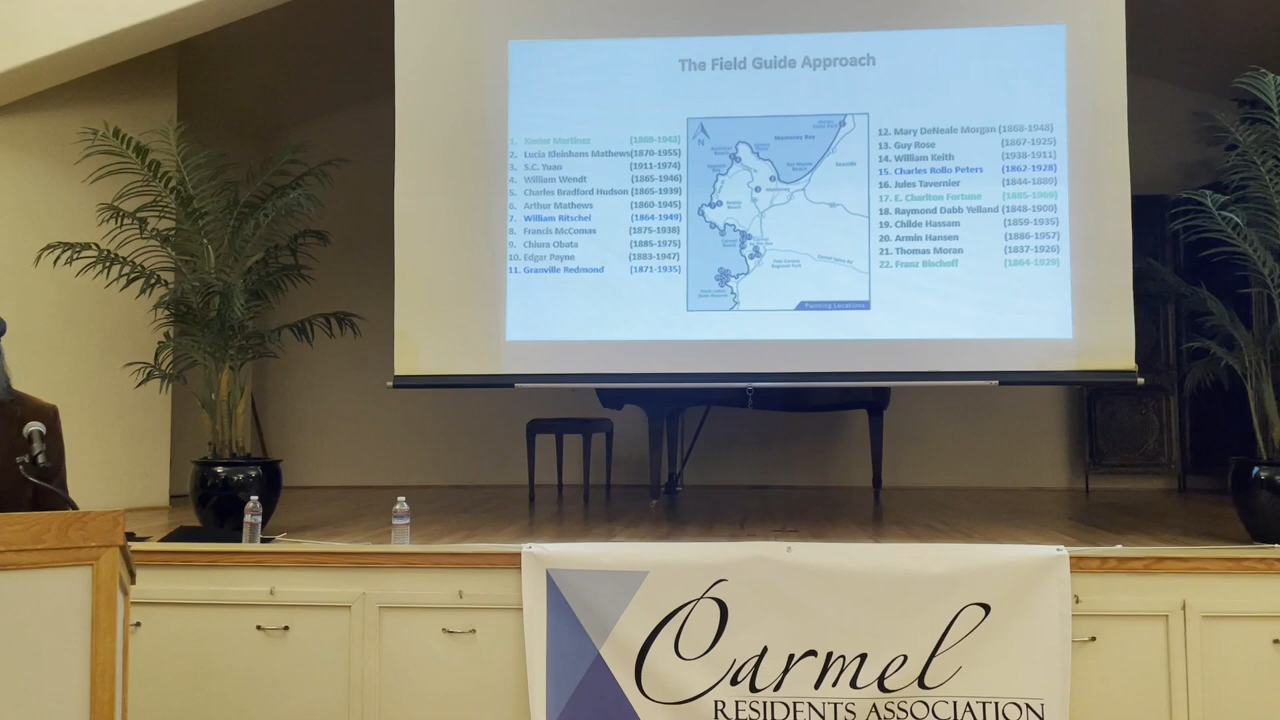 The Field Guide Approach
1. Xavier Martinez (1869-1943)
2. Lucia Kleinhans Mathews(1870-1955)
3. S.C. Yuan (1911-1974)
4. William Wendt (1865-1946)
5. Charles Bradford Hudson (1865-939)
6. Arthur Mathews (1860-1945)
7. William Ritschel (1864-1949)
8. Francis McComas (1875-1938)
9. Chiura Obata (1885-1975)
10. Edgar Payne (1883-1947)
11. Granville Redmond (1871-1935)
N
Monterey Bay
Seaside
Monterey
Carmel Valley Rd
Painting Locations
12. Mary DeNeale Morgan (1868-1948)
13. Guy Rose (1867-1925)
14. William Keith (1938-1911)
15. Charles Rollo Peters (1862-1928)
16. Jules Tavernier (1844-1889)
17. E. Charlton Fortune (1885-1969)
18. Raymond Dabb Yelland (1848-1900)
19. Childe Hassam (1859-1935)
20. Armin Hansen (1886-1957)
21. Thomas Moran (1837-1926)
22. Franz Bischoff (1864-1929)
Carmel
RESIDENTS ASSOCIATION